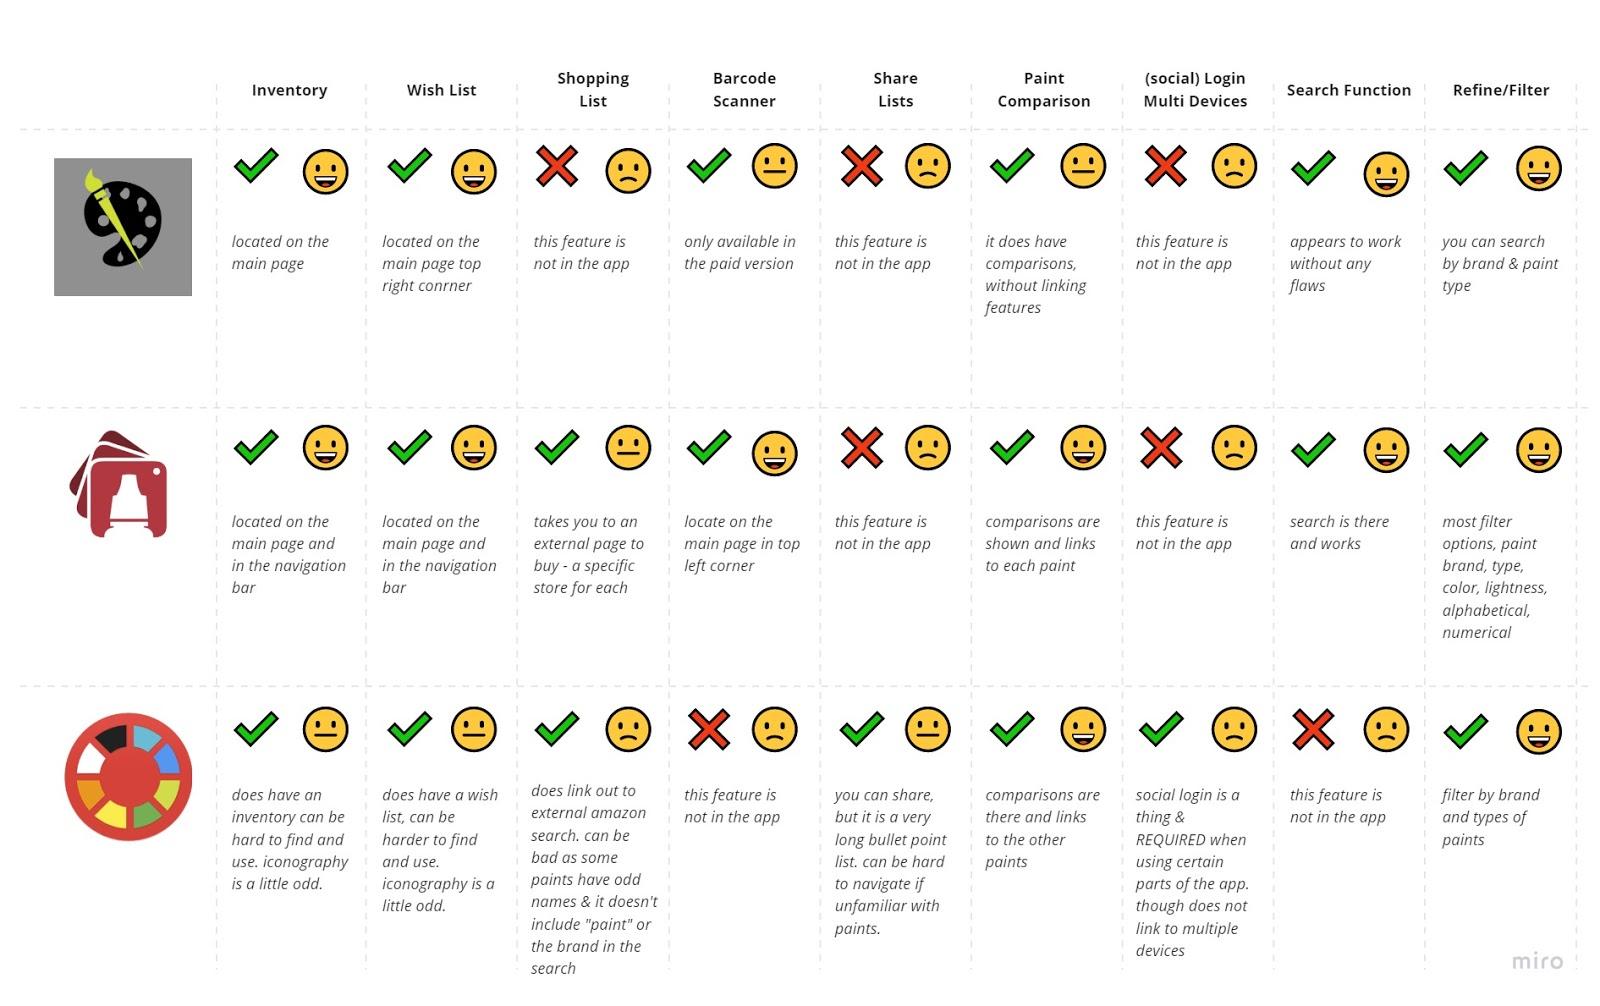 Inventory
Wish List
Shopping
List
Barcode
Scanner
Share
Lists
Paint
Comparison
(social) Login
Multi Devices
Search Function
Refine/Filter
located on the
main page
located on the
main page top
right conrner
this feature is
not in the app
only available in
the paid version
this feature is
not in the app
it does have
comparisons,
without linking
features
this feature is
not in the app
appears to work
without any
flaws
you can search
by brand & paint
type
located on the
main page and
in the navigation
bar
located on the
main page and
in the navigation
bar
takes you to an
external page to
buy - a specific
store for each
locate on the
main page in top
left corner
this feature is
not in the app
comparisons are
shown and links
to each paint
this feature is
not in the app
search is there
and works
most filter
options, paint
brand, type,
color, lightness,
alphabetical,
numerical
does have an
inventory can be
hard to find and
use. iconography
is a little odd.
does have a wish
list, can be
harder to find
and use.
iconography is a
little odd.
does link out to
external amazon
search. can be
bad as some
paints have odd
names & it doesn't
include "paint" or
the brand in the
search
this feature is
not in the app
you can share,
but it is a very
long bullet point
list. can be hard
to navigate if
unfamiliar with
paints.
comparisons are
there and links
to the other
paints
social login is a
thing &
REQUIRED when
using certain
parts of the app.
though does not
link to multiple
devices
this feature is
not in the app
filter by brand
and types of
paints
miro